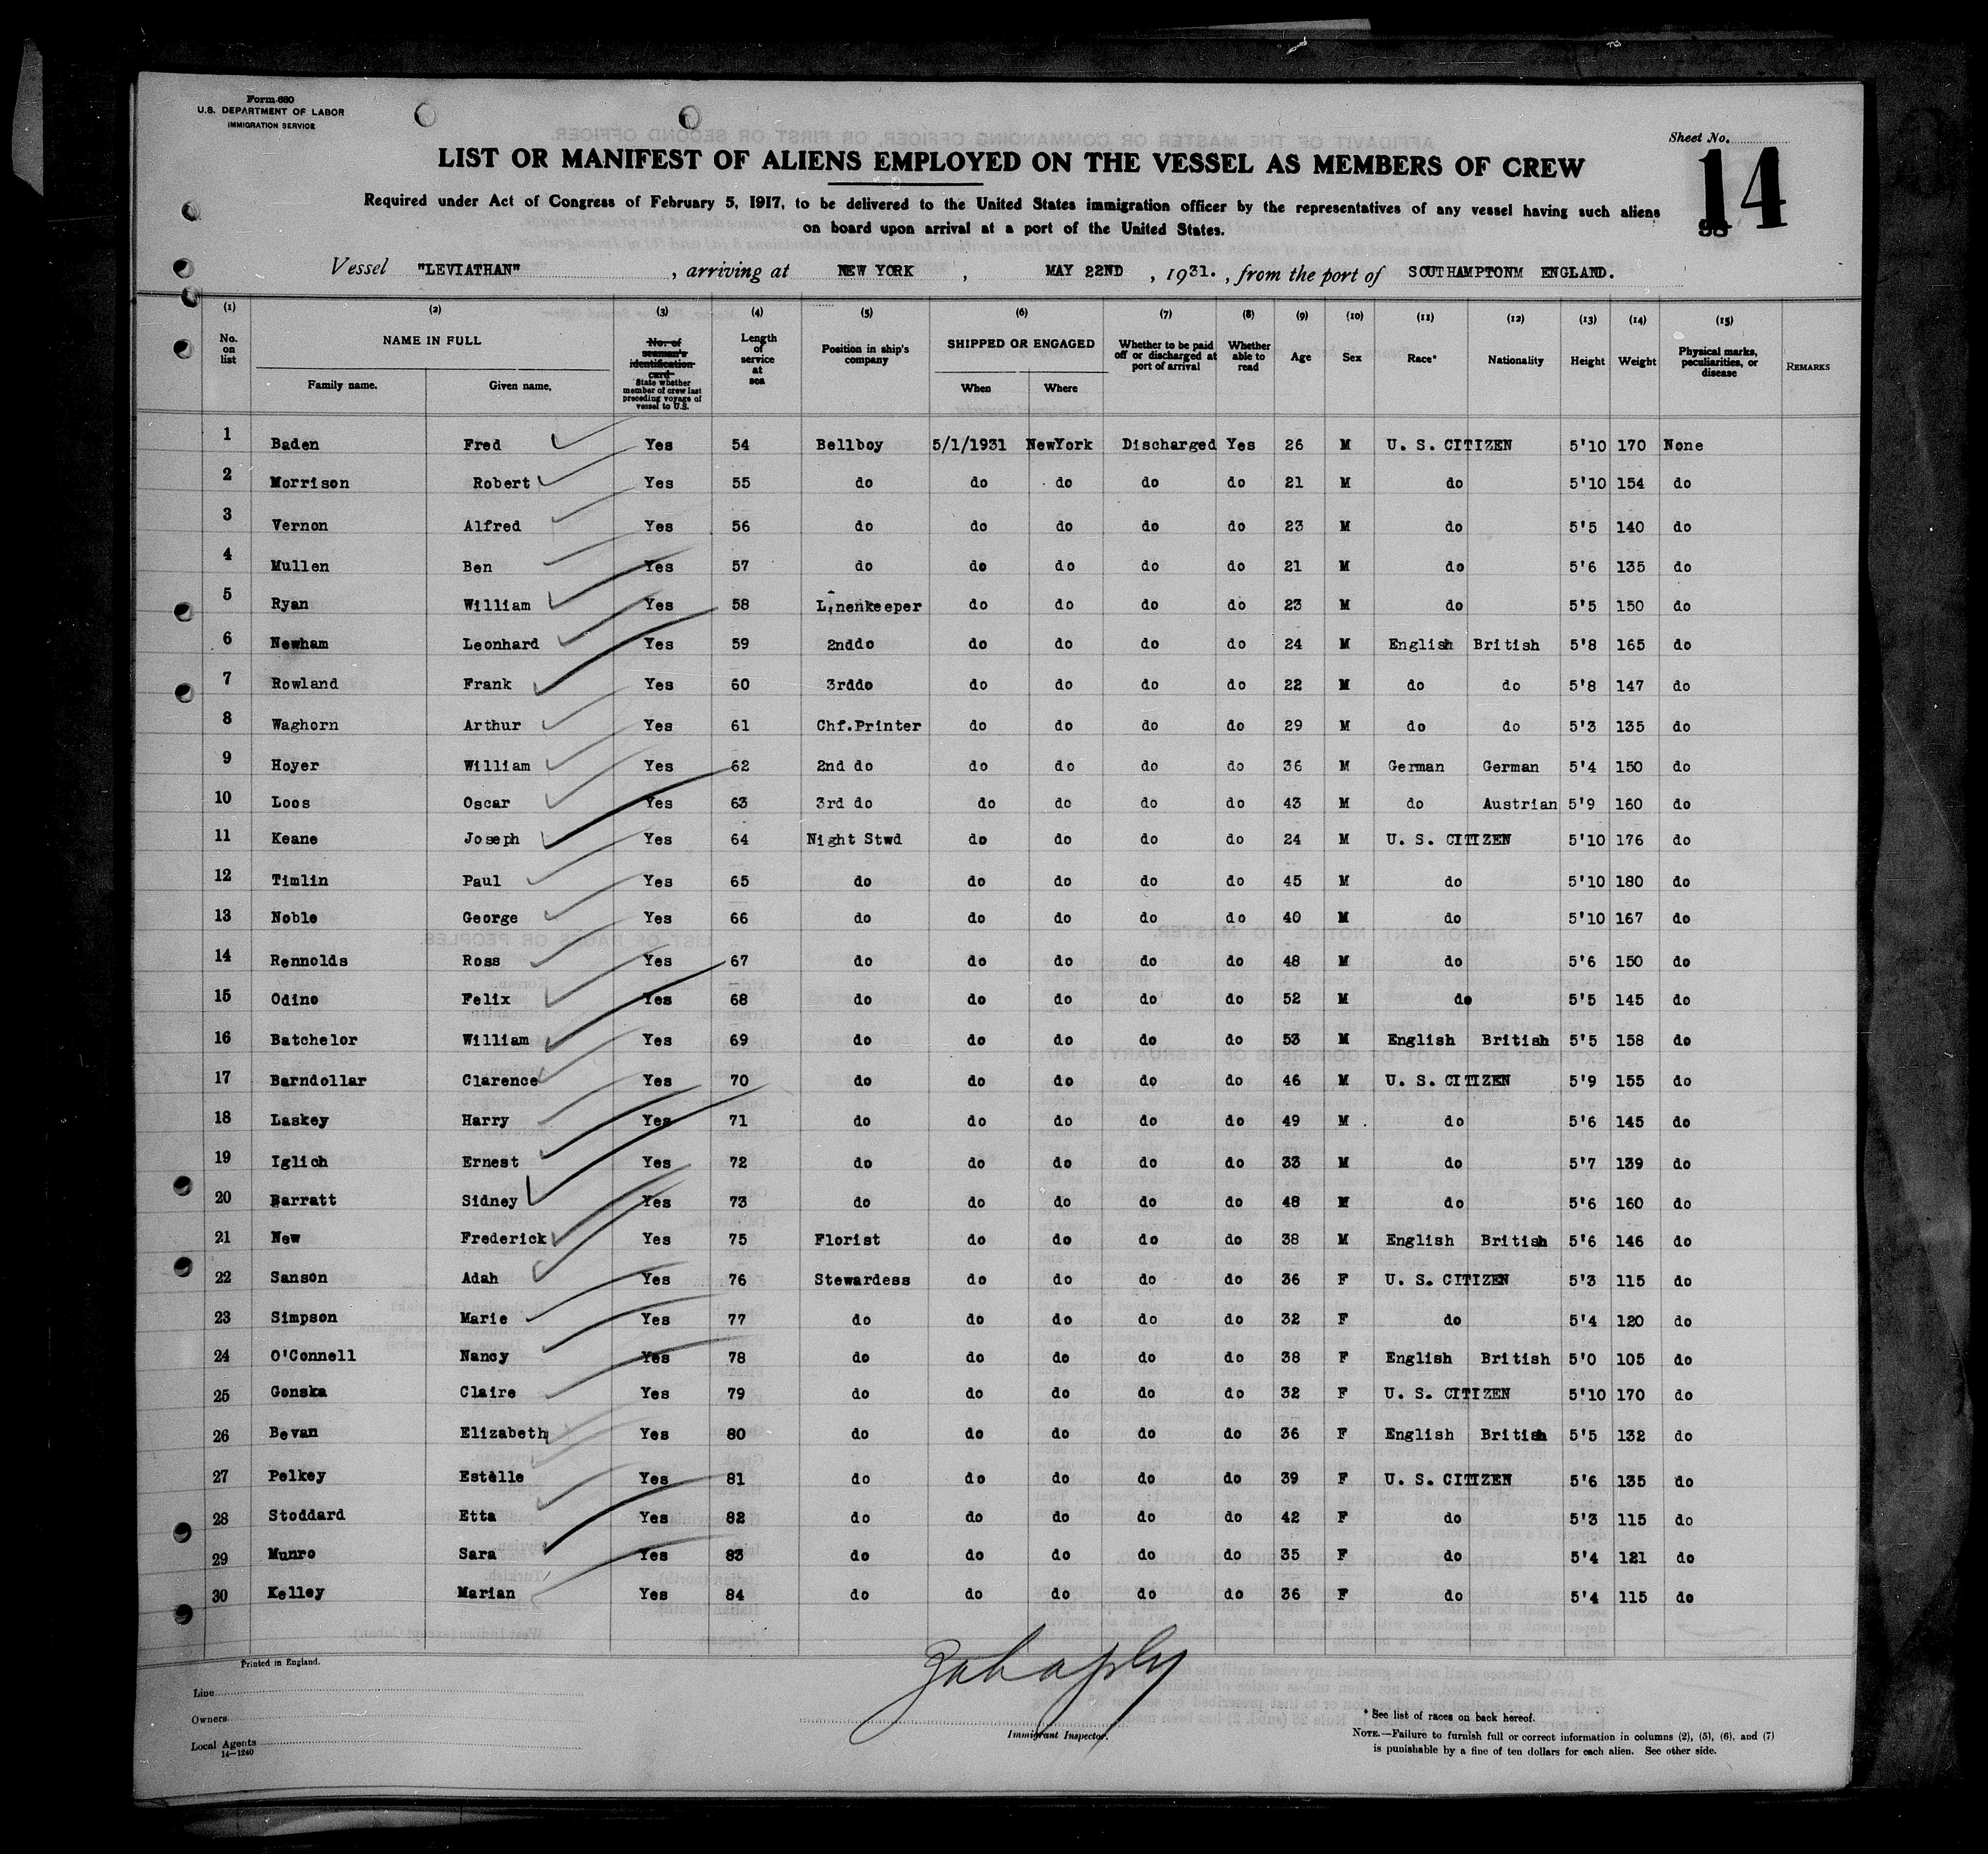 Form 680
U.S. DEPARTMENT OF LABOR
IMMIGRATION SERVICE
Sheet No.
14
98
LIST OR MANIFEST OF ALIENS EMPLOYED ON THE VESSEL AS MEMBERS OF CREW
Required under Act of Congress of February 5, 1917, to be delivered to the United States immigration officer by the representatives of any vessel having such aliens
on board upon arrival at a port of the United States.
Vessel "LEVIATHAN", arriving at NEW YORK, MAY 22ND, 1931., from the port of SOUTHAMPTONM ENGLAND.
(1) (2) (3) (4) (5) (6) (7) (8) (9) (10) (11) (12) (13) (14) (15)
No. on list NAME IN FULL Family name. Given name. No. of seaman's identification card State whether member of crew last preceding voyage of vessel to U.S. Length of service at sea Position in ship's company SHIPPED OR ENGAGED When Where Whether to be paid off or discharged at port of arrival Whether able to read Age Sex Race* Nationality Height Weight Physical marks, peculiarities, or disease REMARKS
1 Baden Fred Yes 54 Bellboy 5/1/1931 NewYork Discharged Yes 26 M U. S. CITIZEN 5'10 170 None
2 Morrison Robert Yes 55 do do do do do 21 M do 5'10 154 do
3 Vernon Alfred Yes 56 do do do do do 23 M do 5'5 140 do
4 Mullen Ben Yes 57 do do do do do 21 M do 5'6 135 do
5 Ryan William Yes 58 Linenkeeper do do do do 23 M do 5'5 150 do
6 Newham Leonhard Yes 59 2nddo do do do do 24 M English British 5'8 165 do
7 Rowland Frank Yes 60 3rddo do do do do 22 M do do 5'8 147 do
8 Waghorn Arthur Yes 61 Chf.Printer do do do do 29 M do do 5'3 135 do
9 Hoyer William Yes 62 2nd do do do do do 36 M German German 5'4 150 do
10 Loos Oscar Yes 63 3rd do do do do do 43 M do Austrian 5'9 160 do
11 Keane Joseph Yes 64 Night Stwd do do do do 24 M U. S. CITIZEN 5'10 176 do
12 Timlin Paul Yes 65 do do do do do 45 M do 5'10 180 do
13 Noble George Yes 66 do do do do do 40 M do 5'10 167 do
14 Rennolds Ross Yes 67 do do do do do 48 M do 5'6 150 do
15 Odino Felix Yes 68 do do do do do 52 M do 5'5 145 do
16 Batchelor William Yes 69 do do do do do 53 M English British 5'5 158 do
17 Barndollar Clarence Yes 70 do do do do do 46 M U. S. CITIZEN 5'9 155 do
18 Laskey Harry Yes 71 do do do do do 49 M . do 5'6 145 do
19 Iglich Ernest Yes 72 do do do do do 33 M do 5'7 139 do
20 Barratt Sidney Yes 73 do do do do do 48 M do 5'6 160 do
21 New Frederick Yes 75 Florist do do do do 38 M English British 5'6 146 do
22 Sanson Adah Yes 76 Stewardess do do do do 36 F U. S. CITIZEN 5'3 115 do
23 Simpson Marie Yes 77 do do do do do 32 F do 5'4 120 do
24 O'Connell Nancy Yes 78 do do do do do 38 F English British 5'0 105 do
25 Gonska Claire Yes 79 do do do do do 32 F U. S. CITIZEN 5'10 170 do
26 Bevan Elizabeth Yes 80 do do do do do 36 F English British 5'5 132 do
27 Pelkey Estelle Yes 81 do do do do do 39 F U. S. CITIZEN 5'6 135 do
28 Stoddard Etta Yes 82 do do do do do 42 F do 5'3 115 do
29 Munro Sara Yes 83 do do do do do 35 F do 5'4 121 do
30 Kelley Marian Yes 84 do do do do do 36 F do 5'4 115 do
Printed in England.
Line
Owners
Local Agents
14—1240
Immigrant Inspector.
* See list of races on back hereof.
NOTE.—Failure to furnish full or correct information in columns (2), (5), (6), and (7)
is punishable by a fine of ten dollars for each alien. See other side.